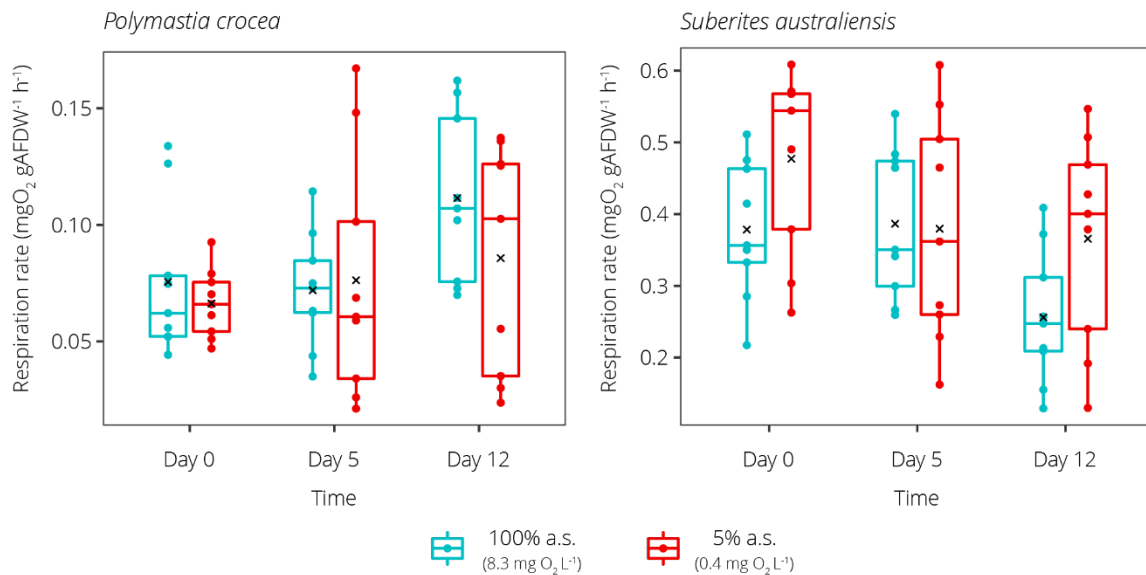 Polymastia crocea
Respiration rate (mgO₂ gAFDW⁻¹ h⁻¹)
0.15
0.10
0.05
Day 0
Day 5
Day 12
Time
Suberites australiensis
Respiration rate (mgO₂ gAFDW⁻¹ h⁻¹)
0.6
0.5
0.4
0.3
0.2
Day 0
Day 5
Day 12
Time
100% a.s.
(8.3 mg O₂ L⁻¹)
5% a.s.
(0.4 mg O₂ L⁻¹)